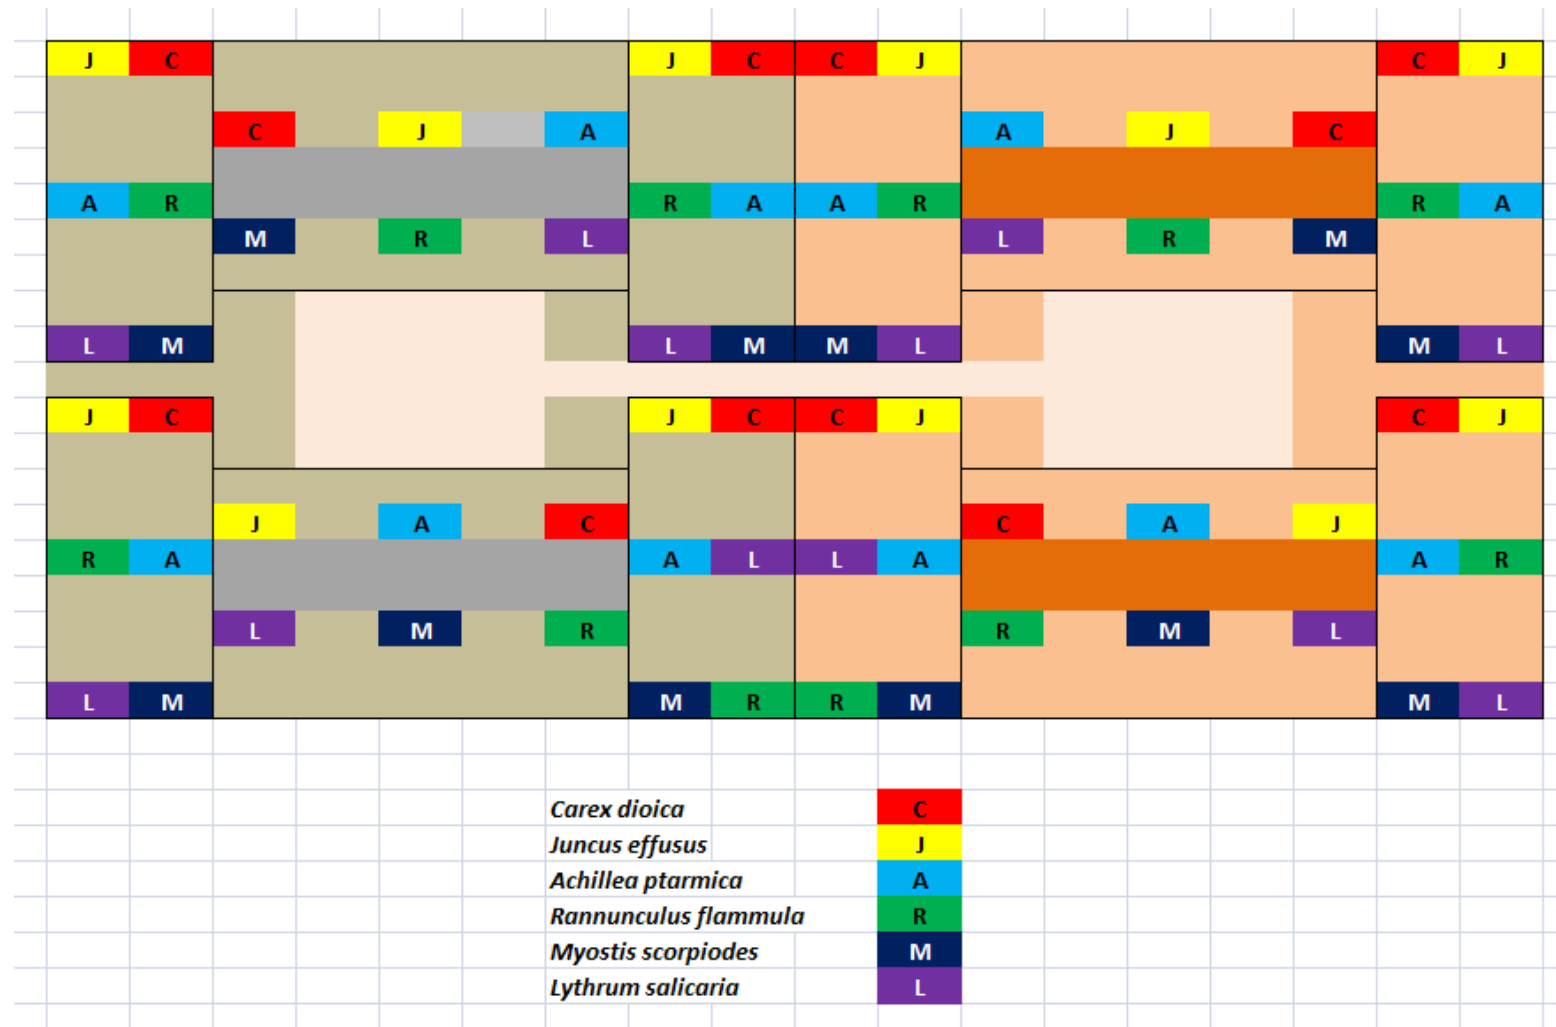 J C J C C J C J
C J A A J C
A R R A A R R A
M R L L R M
L M L M M L M L
J C J C C J C J
J A C C A J
R A A L L A A R
L M R R M L
L M M R R M M L
Carex dioica C
Juncus effusus J
Achillea ptarmica A
Rannunculus flammula R
Myostis scorpiodes M
Lythrum salicaria L